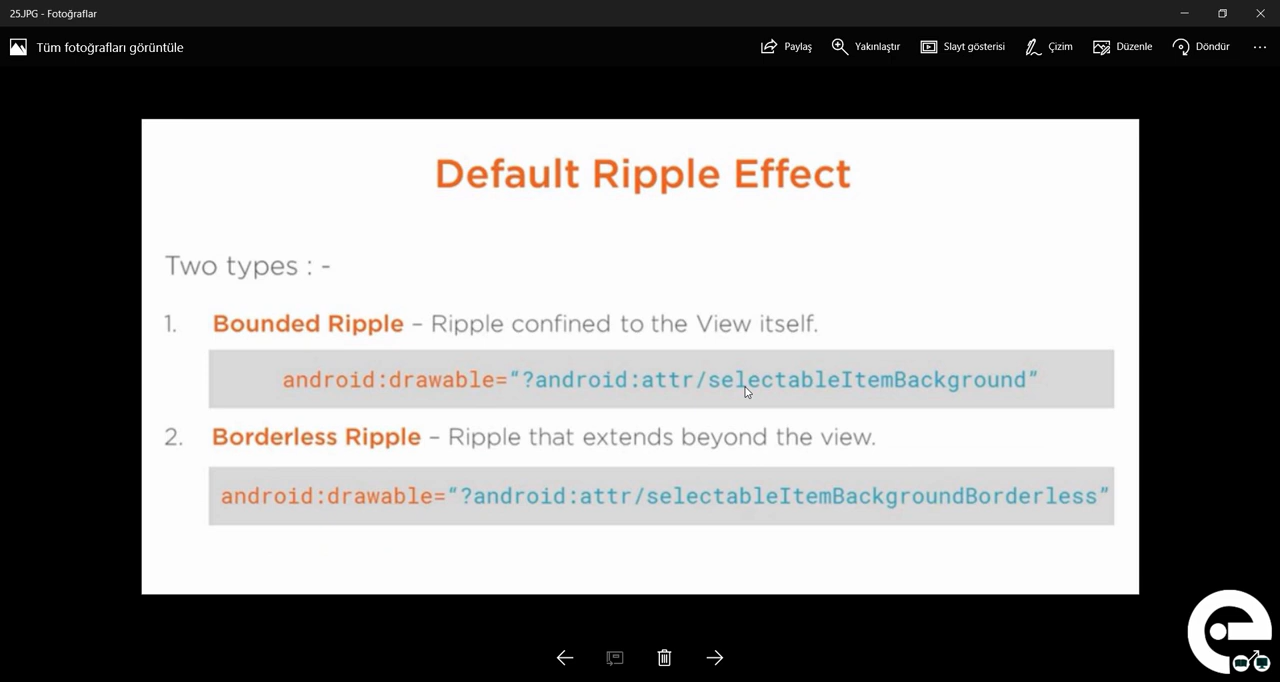 25.JPG - Fotoğraflar
Tüm fotoğrafları görüntüle
Paylaş
Yakınlaştır
Slayt gösterisi
Çizim
Düzenle
Döndür
Default Ripple Effect
Two types : -
1. Bounded Ripple – Ripple confined to the View itself.
android:drawable=“?android:attr/selectableItemBackground”
2. Borderless Ripple – Ripple that extends beyond the view.
android:drawable=“?android:attr/selectableItemBackgroundBorderless”